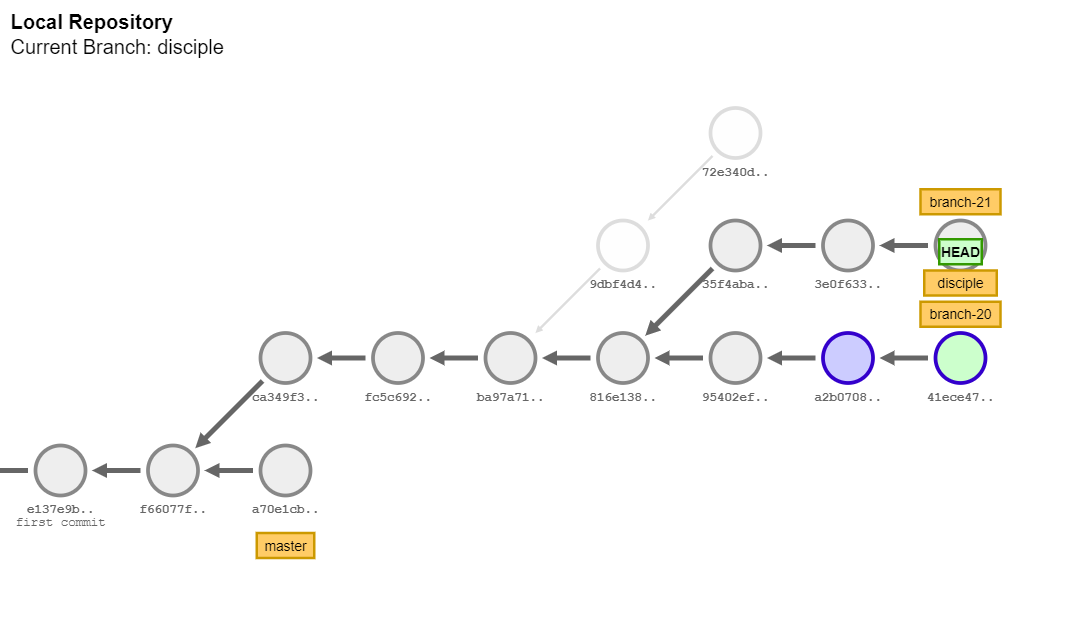 Local Repository
Current Branch: disciple
72e340d..
branch-21
HEAD
9dbf4d4..
35f4aba..
3e0f633..
disciple
branch-20
ca349f3..
fc5c692..
ba97a71..
816e138..
95402ef..
a2b0708..
41ece47..
e137e9b..
first commit
f66077f..
a70e1cb..
master